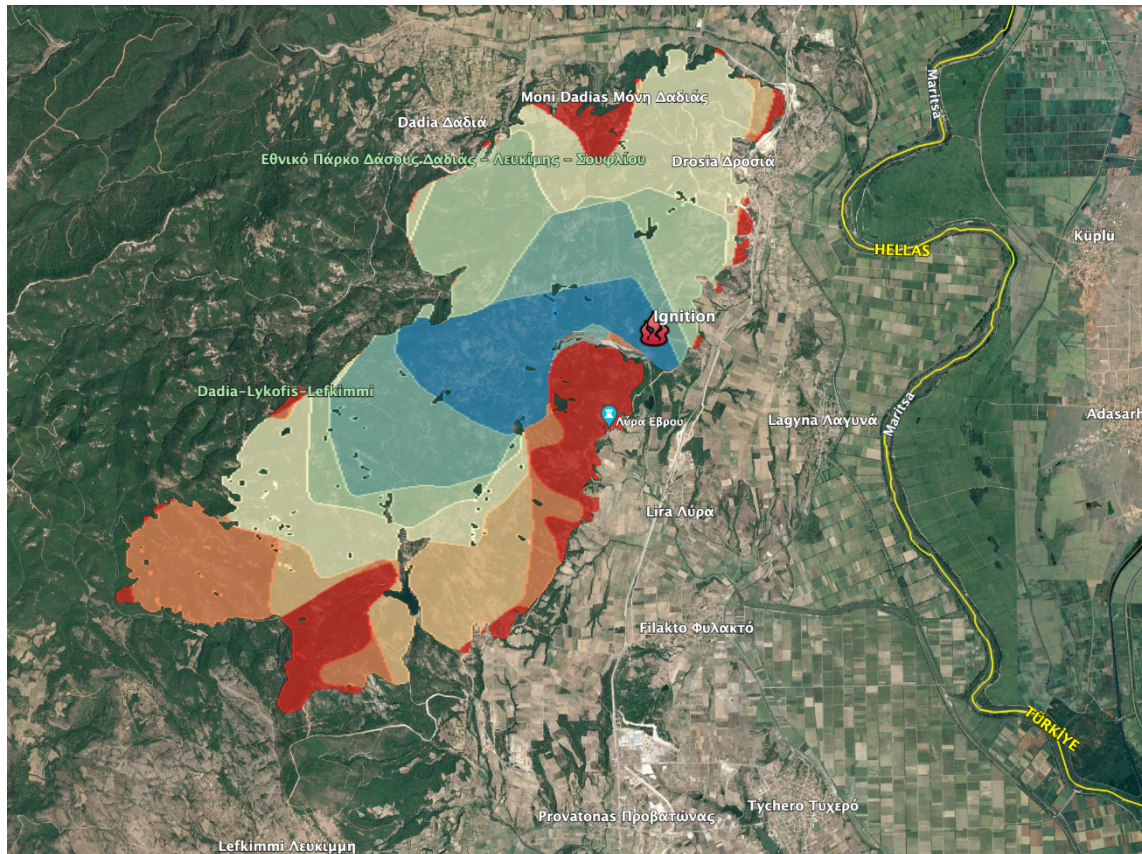 Maritsa
Moni Dadias Μόνη Δαδιάς
Dadia Δαδιά
Εθνικό Πάρκο Δάσους Δαδιάς - Λευκίμης - Σουφλίου
Drosia Δροσιά
Küplü
HELLAS
Ignition
Dadia-Lykofis-Lefkimmi
Maritsa
Adasarh
Λύρα Έβρου
Lagyna Λαγυνά
Lira Λύρα
Filakto Φυλακτό
TÜRKİYE
Tychero Τυχερό
Provatonas Προβατώνας
Lefkimmi Λευκίμμη